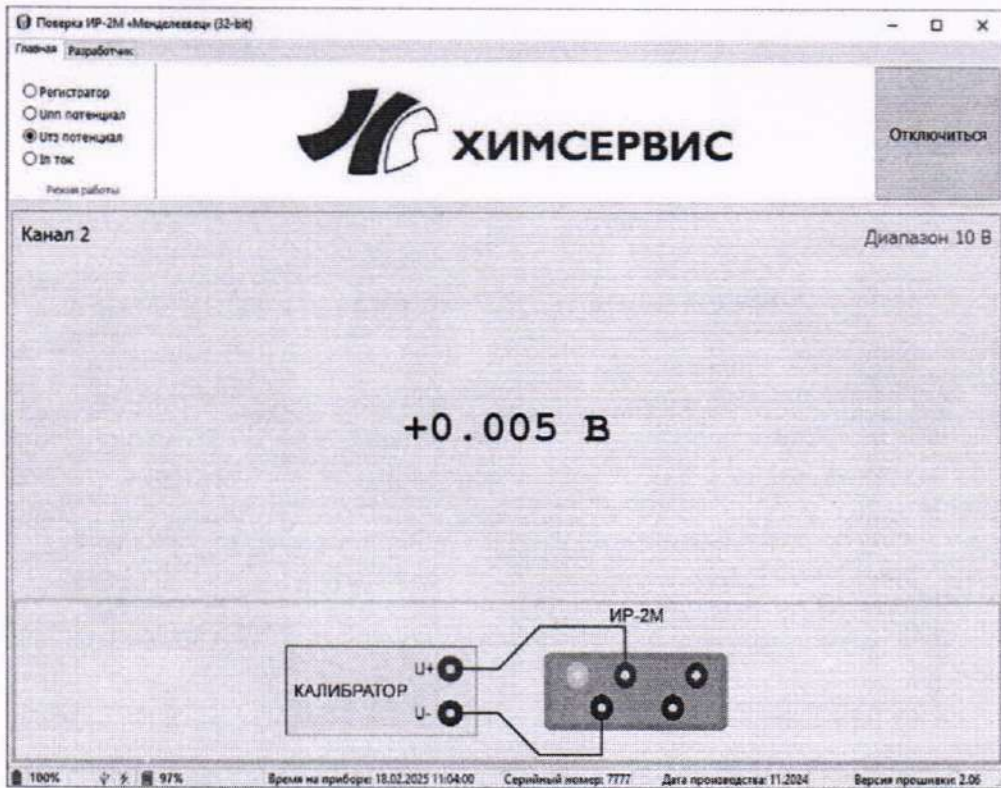 Поверка ИР-2М «Менделеевец» (32-bit)
Главная Разработчик
Регистратор
Uпп потенциал
Uтз потенциал
Iп ток
Режим работы
ХИМСЕРВИС
Отключиться
Канал 2
Диапазон 10 В
+0.005 В
ИР-2М
КАЛИБРАТОР
U+
U-
100% 97% Время на приборе: 18.02.2025 11:04:00 Серийный номер: 7777 Дата производства: 11.2024 Версия прошивки: 2.06